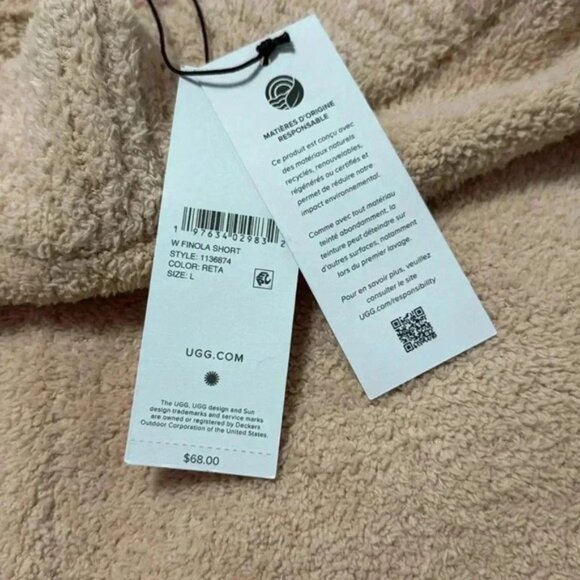 1 97634 02983 2
W FINOLA SHORT
STYLE: 1136874
COLOR: RETA
SIZE: L
UGG.COM
The UGG, UGG design and Sun
design trademarks and service marks
are owned or registered by Deckers
Outdoor Corporation of the United States.
$68.00
MATIÈRES D'ORIGINE
RESPONSABLE
Ce produit est conçu avec
des matériaux naturels
recyclés, renouvelables,
régénérés ou certifiés et
permet de réduire notre
impact environnemental.
Comme avec tout matériau
teinté abondamment, la
teinture peut déteindre sur
d'autres surfaces, notamment
lors du premier lavage.
Pour en savoir plus, veuillez
consulter le site
UGG.com/responsibility